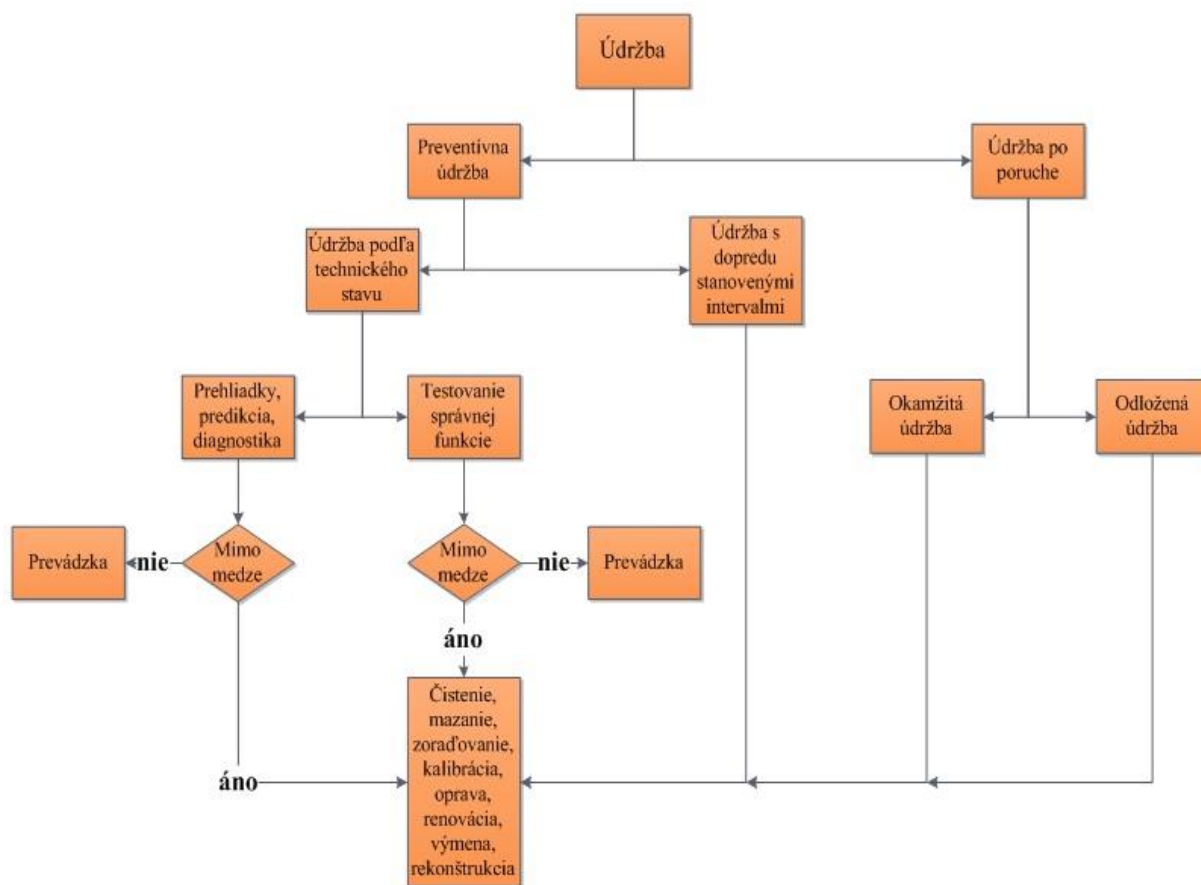 Údržba
Preventívna
údržba
Údržba po
poruche
Údržba podľa
technického
stavu
Údržba s
dopredu
stanovenými
intervalmi
Prehliadky,
predikcia,
diagnostika
Testovanie
správnej
funkcie
Okamžitá
údržba
Odložená
údržba
Prevádzka
nie
Mimo
medze
Mimo
medze
nie
Prevádzka
áno
Čistenie,
mazanie,
zoraďovanie,
kalibrácia,
oprava,
renovácia,
výmena,
rekonštrukcia
áno